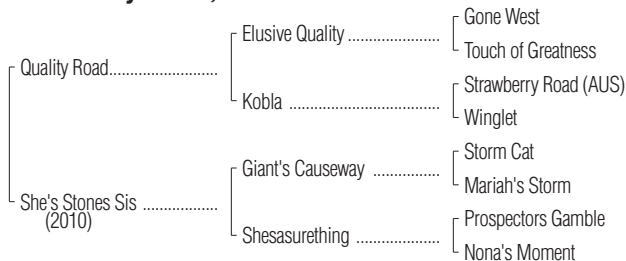 Gone West
Elusive Quality ....................
Touch of Greatness
Quality Road........................
Strawberry Road (AUS)
Kobla .................................
Winglet
Storm Cat
Giant's Causeway ...............
Mariah's Storm
She's Stones Sis ................
(2010)
Prospectors Gamble
Shesasurething ..................
Nona's Moment